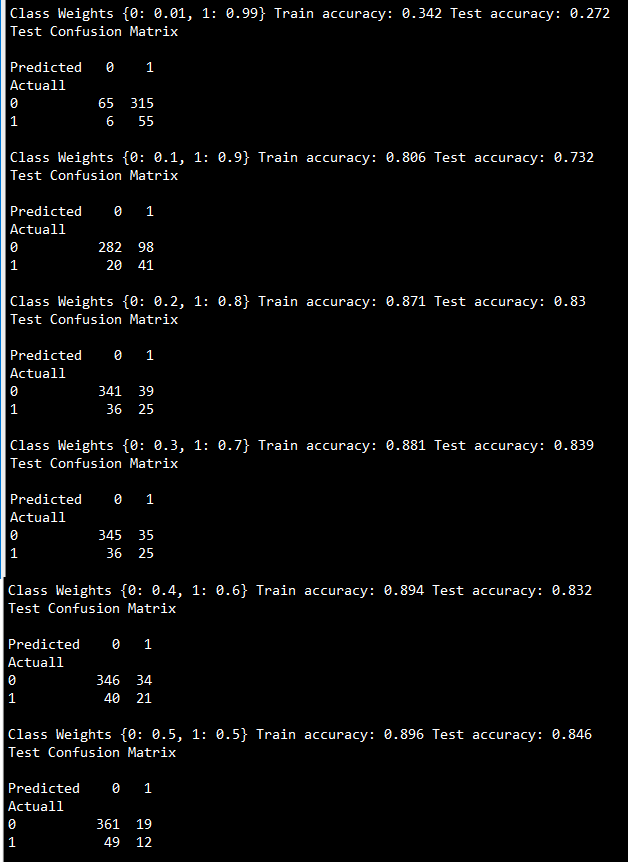 Class Weights {0: 0.01, 1: 0.99} Train accuracy: 0.342 Test accuracy: 0.272
Test Confusion Matrix
Predicted 0 1
Actuall
0 65 315
1 6 55
Class Weights {0: 0.1, 1: 0.9} Train accuracy: 0.806 Test accuracy: 0.732
Test Confusion Matrix
Predicted 0 1
Actuall
0 282 98
1 20 41
Class Weights {0: 0.2, 1: 0.8} Train accuracy: 0.871 Test accuracy: 0.83
Test Confusion Matrix
Predicted 0 1
Actuall
0 341 39
1 36 25
Class Weights {0: 0.3, 1: 0.7} Train accuracy: 0.881 Test accuracy: 0.839
Test Confusion Matrix
Predicted 0 1
Actuall
0 345 35
1 36 25
Class Weights {0: 0.4, 1: 0.6} Train accuracy: 0.894 Test accuracy: 0.832
Test Confusion Matrix
Predicted 0 1
Actuall
0 346 34
1 40 21
Class Weights {0: 0.5, 1: 0.5} Train accuracy: 0.896 Test accuracy: 0.846
Test Confusion Matrix
Predicted 0 1
Actuall
0 361 19
1 49 12